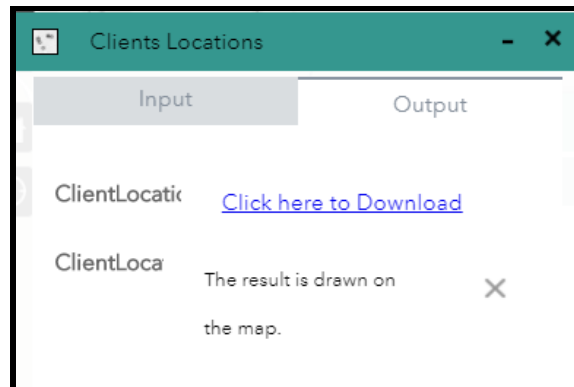 Clients Locations
Input
Output
ClientLocatic
Click here to Download
ClientLoca
The result is drawn on
the map.